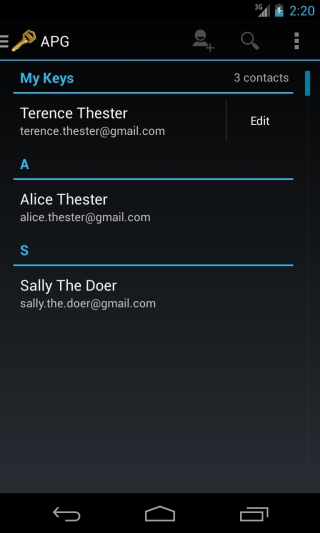 3G 2:20
APG
My Keys 3 contacts
Terence Thester
terence.thester@gmail.com
Edit
A
Alice Thester
alice.thester@gmail.com
S
Sally The Doer
sally.the.doer@gmail.com